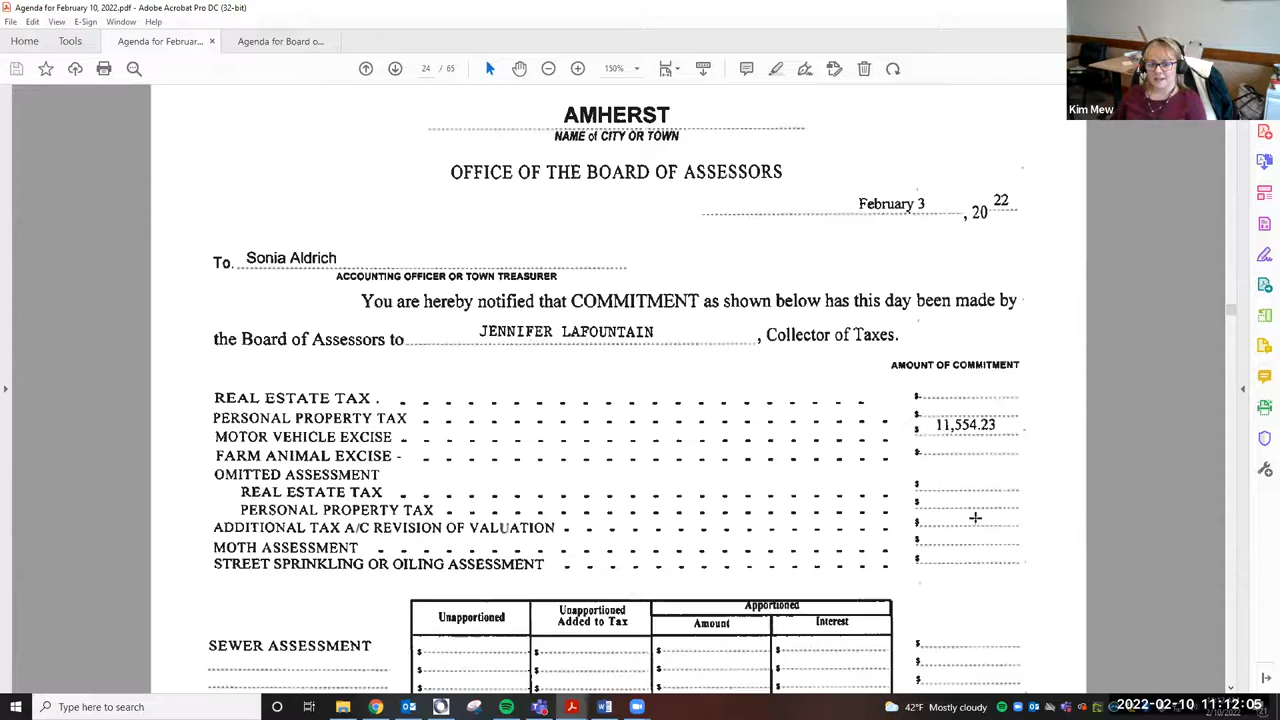 Agenda for February 10, 2022.pdf - Adobe Acrobat Pro DC (32-bit)
File Edit View E-Sign Window Help
Home Tools Agenda for Februar... × Agenda for Board o...
24 / 65 150%
Kim Mew
AMHERST
NAME of CITY OR TOWN
OFFICE OF THE BOARD OF ASSESSORS
February 3, 20 22
To. Sonia Aldrich
ACCOUNTING OFFICER OR TOWN TREASURER
You are hereby notified that COMMITMENT as shown below has this day been made by
the Board of Assessors to JENNIFER LAFOUNTAIN, Collector of Taxes.
AMOUNT OF COMMITMENT
REAL ESTATE TAX . $
PERSONAL PROPERTY TAX $
MOTOR VEHICLE EXCISE $ 11,554.23
FARM ANIMAL EXCISE - $
OMITTED ASSESSMENT
REAL ESTATE TAX $
PERSONAL PROPERTY TAX $
ADDITIONAL TAX A/C REVISION OF VALUATION $
MOTH ASSESSMENT $
STREET SPRINKLING OR OILING ASSESSMENT $
Unapportioned Unapportioned Added to Tax Apportioned
Amount Interest
SEWER ASSESSMENT $ $ $ $ $
$ $ $ $ $
$ $ $ $ $
Type here to search
42°F Mostly cloudy
2022-02-10 11:12:05